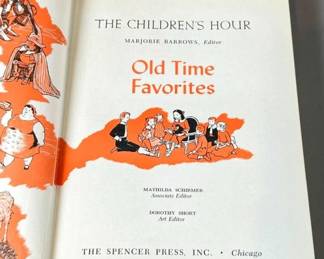 THE CHILDREN'S HOUR
MARJORIE BARROWS, Editor
Old Time
Favorites
MATHILDA SCHIRMER
Associate Editor
DOROTHY SHORT
Art Editor
THE SPENCER PRESS, INC. • Chicago